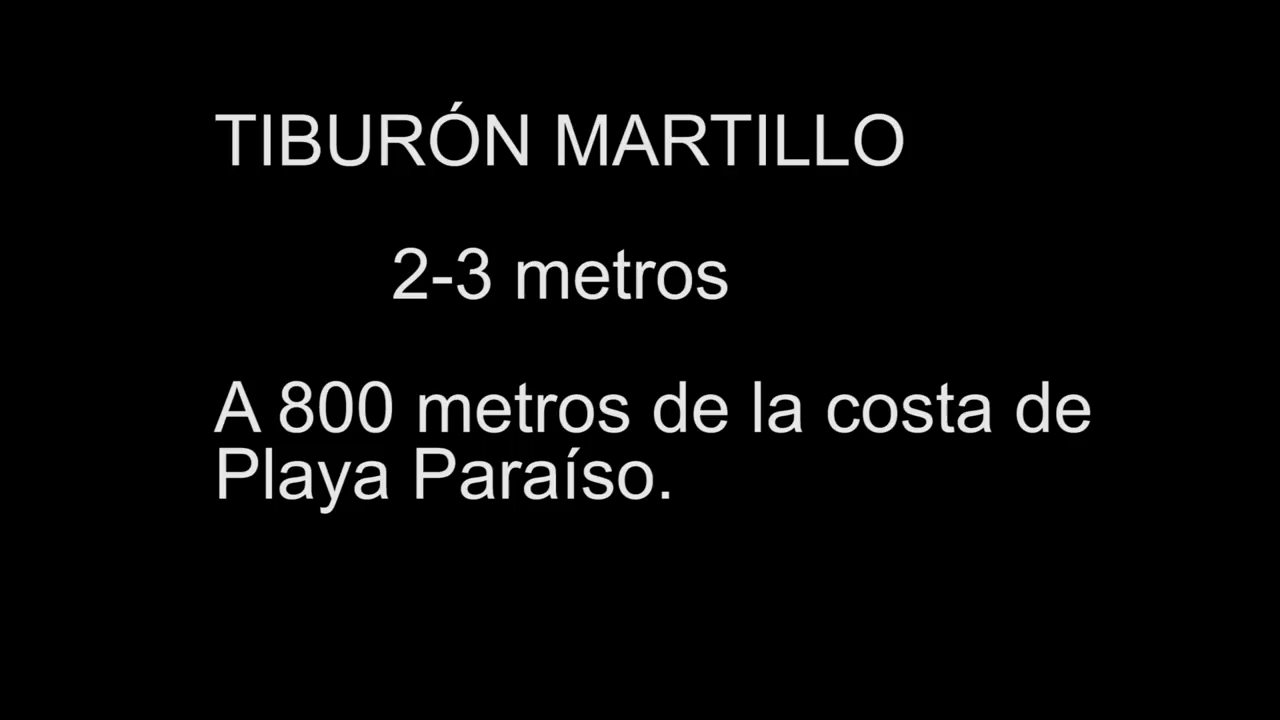 TIBURÓN MARTILLO
2-3 metros
A 800 metros de la costa de
Playa Paraíso.